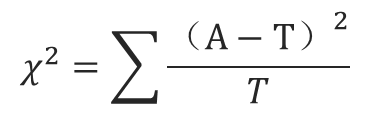 χ² = ∑ (A − T)² / T